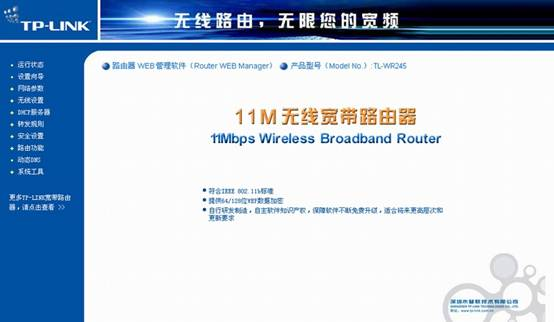 TP-LINK
无线路由，无限您的宽频
运行状态
设置向导
网络参数
无线设置
DHCP服务器
转发规则
安全设置
路由功能
动态DNS
系统工具
更多TP-LINK宽带路由
器，请点击查看 >>
路由器 WEB 管理软件（Router WEB Manager） 产品型号（Model No.）:TL-WR245
11M 无线宽带路由器
11Mbps Wireless Broadband Router
符合IEEE 802.11b标准
提供64/128位WEP数据加密
自行研发制造，自主软件知识产权，保障软件不断免费升级，适合将来更高层次和
更新要求
深圳市普联技术有限公司
SHENZHEN TP-LINK TECHNOLOGIES CO., LTD.
网址：www.tp-link.com.cn